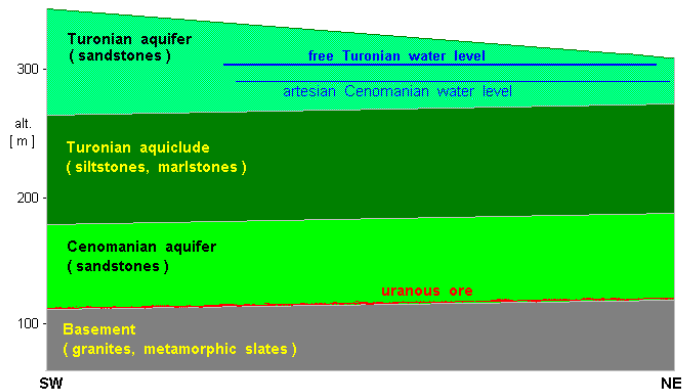 Turonian aquifer
( sandstones )
free Turonian water level
300
artesian Cenomanian water level
alt.
[ m ]
Turonian aquiclude
( siltstones, marlstones )
200
Cenomanian aquifer
( sandstones )
uranous ore
100
Basement
( granites, metamorphic slates )
SW
NE